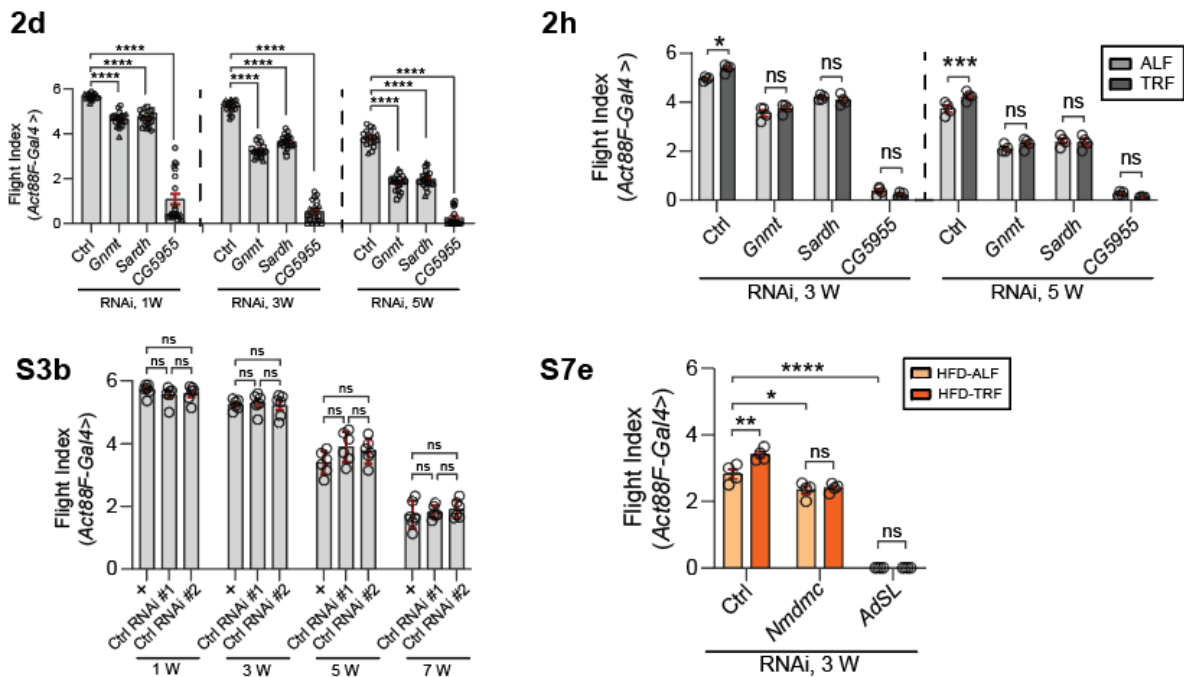 2d
**** **** ****
**** **** ****
**** **** ****
Flight Index
(Act88F-Gal4 >)
6
4
2
0
Ctrl Gnmt Sardh CG5955 Ctrl Gnmt Sardh CG5955 Ctrl Gnmt Sardh CG5955
RNAi, 1W RNAi, 3W RNAi, 5W
2h
Flight Index
(Act88F-Gal4 >)
6
4
2
0
* ns ns ns *** ns ns ns
ALF
TRF
Ctrl Gnmt Sardh CG5955 Ctrl Gnmt Sardh CG5955
RNAi, 3 W RNAi, 5 W
S3b
ns ns ns ns
ns ns ns ns ns ns ns ns
Flight Index
(Act88F-Gal4>)
6
4
2
0
+ Ctrl RNAi #1 Ctrl RNAi #2 + Ctrl RNAi #1 Ctrl RNAi #2 + Ctrl RNAi #1 Ctrl RNAi #2 + Ctrl RNAi #1 Ctrl RNAi #2
1 W 3 W 5 W 7 W
S7e
HFD-ALF
HFD-TRF
****
*
** ns ns
Flight Index
(Act88F-Gal4 >)
6
4
2
0
Ctrl Nmdmc AdSL
RNAi, 3W